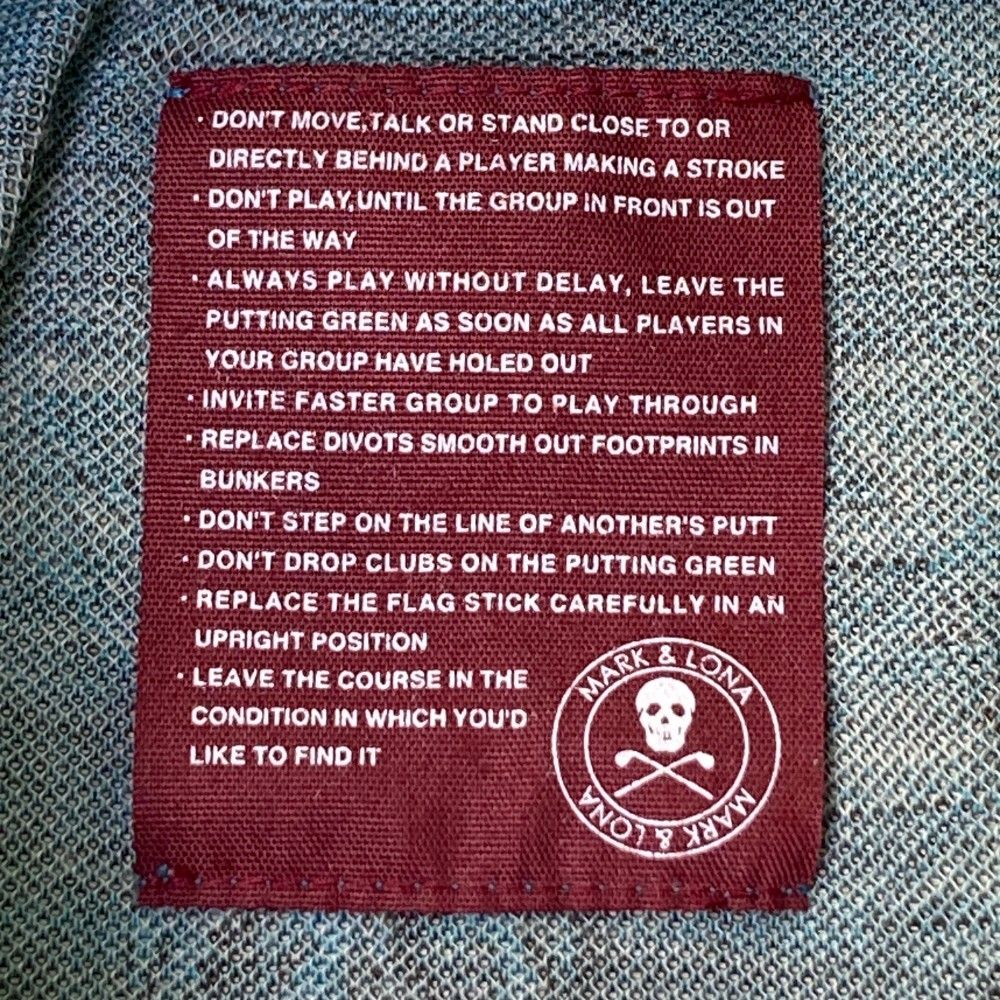 · DON'T MOVE,TALK OR STAND CLOSE TO OR
DIRECTLY BEHIND A PLAYER MAKING A STROKE
· DON'T PLAY,UNTIL THE GROUP IN FRONT IS OUT
OF THE WAY
· ALWAYS PLAY WITHOUT DELAY, LEAVE THE
PUTTING GREEN AS SOON AS ALL PLAYERS IN
YOUR GROUP HAVE HOLED OUT
· INVITE FASTER GROUP TO PLAY THROUGH
· REPLACE DIVOTS SMOOTH OUT FOOTPRINTS IN
BUNKERS
· DON'T STEP ON THE LINE OF ANOTHER'S PUTT
· DON'T DROP CLUBS ON THE PUTTING GREEN
· REPLACE THE FLAG STICK CAREFULLY IN AN
UPRIGHT POSITION
· LEAVE THE COURSE IN THE
CONDITION IN WHICH YOU'D
LIKE TO FIND IT
MARK & LONA
MARK & LONA